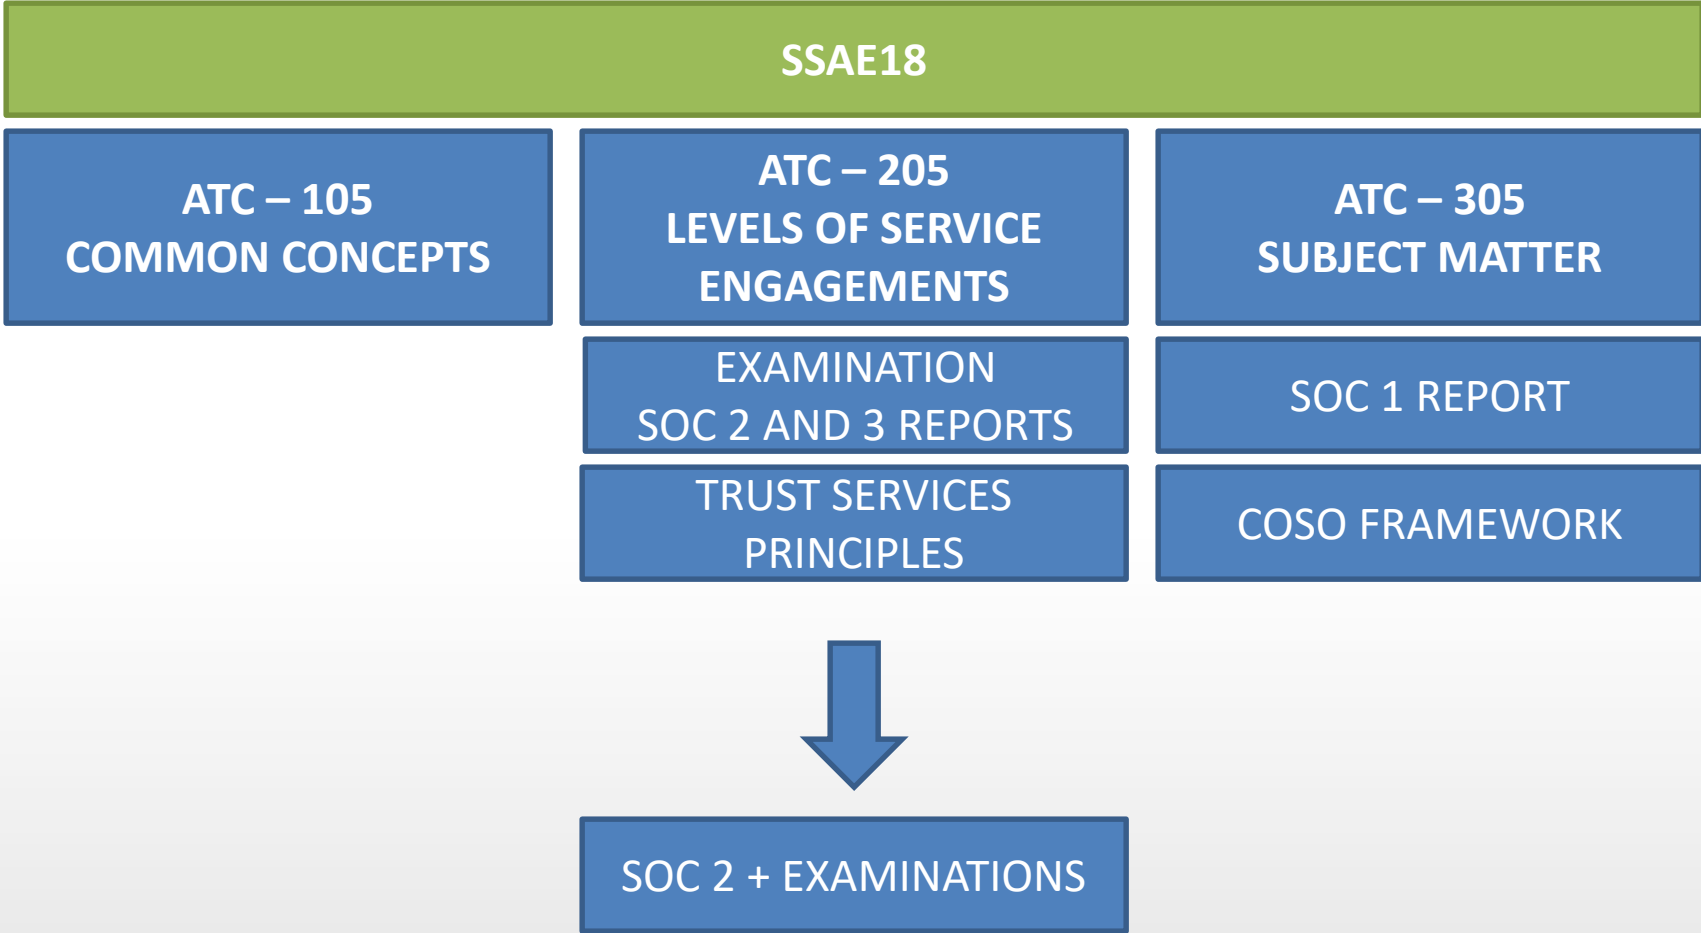 SSAE18
ATC – 105
COMMON CONCEPTS
ATC – 205
LEVELS OF SERVICE
ENGAGEMENTS
ATC – 305
SUBJECT MATTER
EXAMINATION
SOC 2 AND 3 REPORTS
SOC 1 REPORT
TRUST SERVICES
PRINCIPLES
COSO FRAMEWORK
SOC 2 + EXAMINATIONS